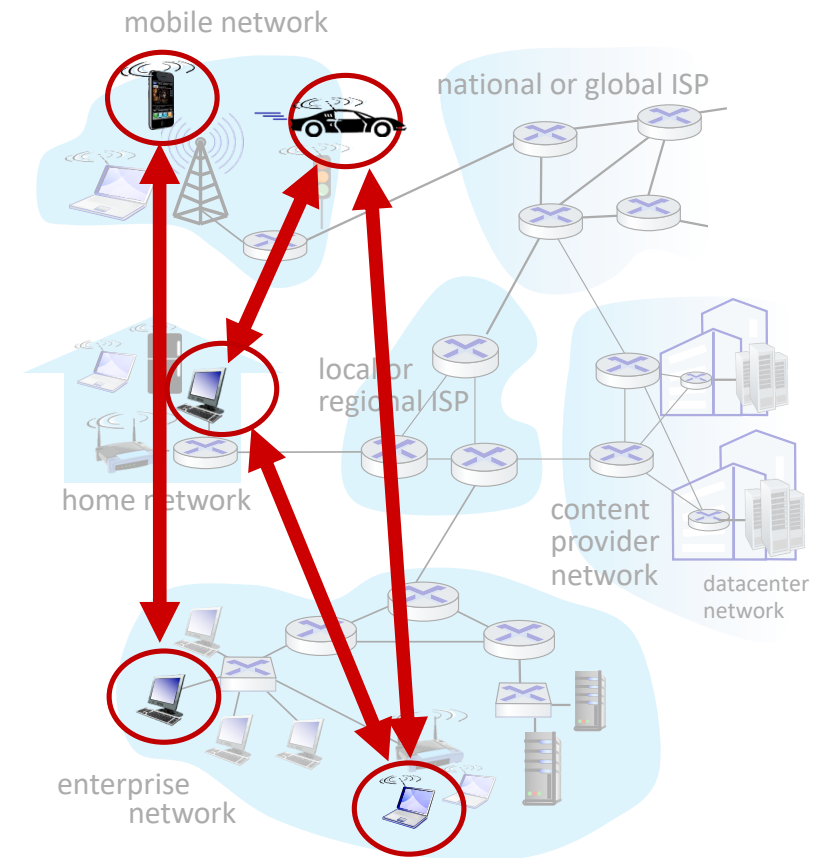 mobile network
national or global ISP
local or
regional ISP
home network
content
provider
network
datacenter
network
enterprise
network